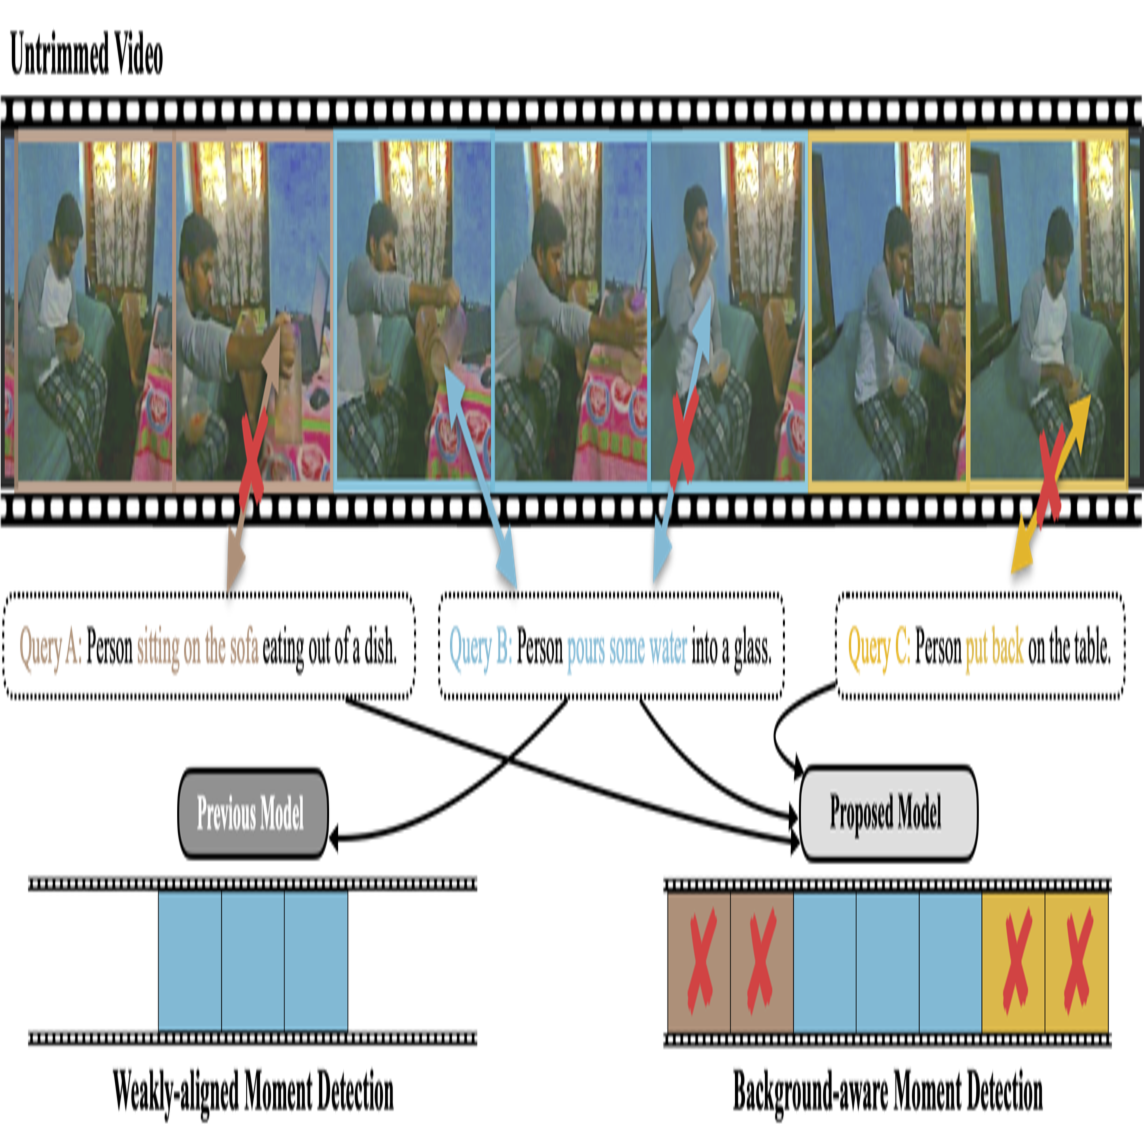 Untrimmed Video
Query A: Person sitting on the sofa eating out of a dish.
Query B: Person pours some water into a glass.
Query C: Person put back on the table.
Previous Model
Proposed Model
Weakly-aligned Moment Detection
Background-aware Moment Detection